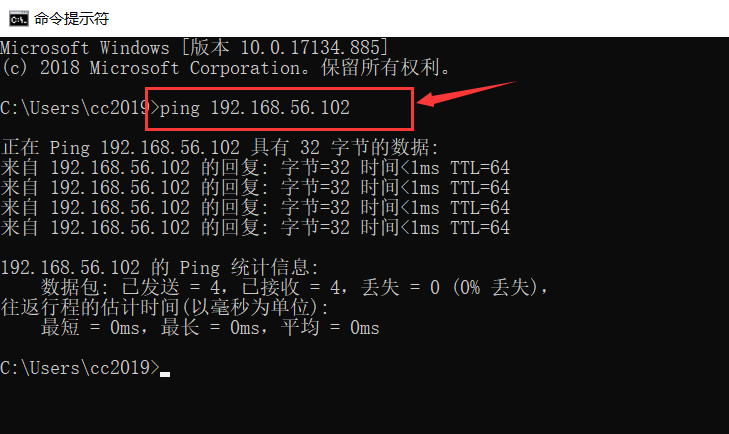 命令提示符
Microsoft Windows [版本 10.0.17134.885]
(c) 2018 Microsoft Corporation。保留所有权利。
C:\Users\cc2019>ping 192.168.56.102
正在 Ping 192.168.56.102 具有 32 字节的数据:
来自 192.168.56.102 的回复: 字节=32 时间<1ms TTL=64
来自 192.168.56.102 的回复: 字节=32 时间<1ms TTL=64
来自 192.168.56.102 的回复: 字节=32 时间<1ms TTL=64
来自 192.168.56.102 的回复: 字节=32 时间<1ms TTL=64
192.168.56.102 的 Ping 统计信息:
数据包: 已发送 = 4，已接收 = 4，丢失 = 0 (0% 丢失)，
往返行程的估计时间(以毫秒为单位):
最短 = 0ms，最长 = 0ms，平均 = 0ms
C:\Users\cc2019>